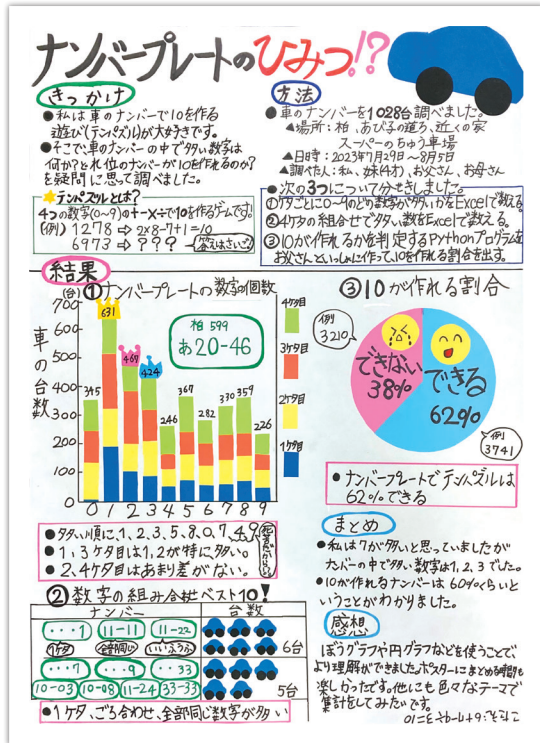 ナンバープレートのひみつ!?
きっかけ
●私は車のナンバーで10を作る
遊び(テンパズル)が大好きです。
●そこで、車のナンバーの中で多い数字は
何か?とれ位のナンバーが10を作れるのか?
を疑問に思って調べました。
テンパズルとは?
4つの数字(0~9)の+-×÷で10を作るゲームです。
(例) 1278 ⇒ 2×8-7+1=10
6973 ⇒ ???
答えはさいご
方法
●車のナンバーを1028台調べました。
▲場所:柏、あび子の道ろ、近くの家
スーパーのちゅう車場
▲日時:2023年7月29日~8月5日
▲調べた人:私、妹(4才)、お父さん、お母さん
●次の3つについて分せきしました。
①ケタごとに0~9のどの数字が多いかをExcelで数える。
②4ケタの組合せで多い数をExcelで数える。
③10が作れるかを判定するPythonプログラムを
お父さんといっしょに作って、10を作れる割合を出す。
結果
①ナンバープレートの数字の個数
(台)
車の台数
700
600
500
400
300
200
100
0
345
631
467
424
246
367
282
330
359
226
0 1 2 3 4 5 6 7 8 9
柏 599
あ20-46
4ケタ目
3ケタ目
2ケタ目
1ケタ目
●多い順に、1、2、3、5、8、0、7、6、4、9
●1、3ケタ目は1、2が特に多い。
●2、4ケタ目はあまり差がない。
②数字の組み合せベスト10!
ナンバー
台数
・・・1
11-11
11-22
1ケタ
全部同じ
いいふうふ
6台
・・・7
・・・9
・・33
10-03
10-08
11-24
33-33
5台
●1ケタ、ごろ合わせ、全部同じ数字が多い
③10が作れる割合
例
3210
できない
38%
できる
62%
例
3741
●ナンバープレートでテンパズルは
62%できる
まとめ
●私は7が多いと思っていましたが
ナンバーの中で多い数字は1、2、3でした。
●10が作れるナンバーは60%くらいと
いうことがわかりました。
感想
ぼうグラフや円グラフなどを使うことで
より理解ができました。ポスターにまとめる時間も
楽しかったです。他にも色々なテーマで
集計をしてみたいです。